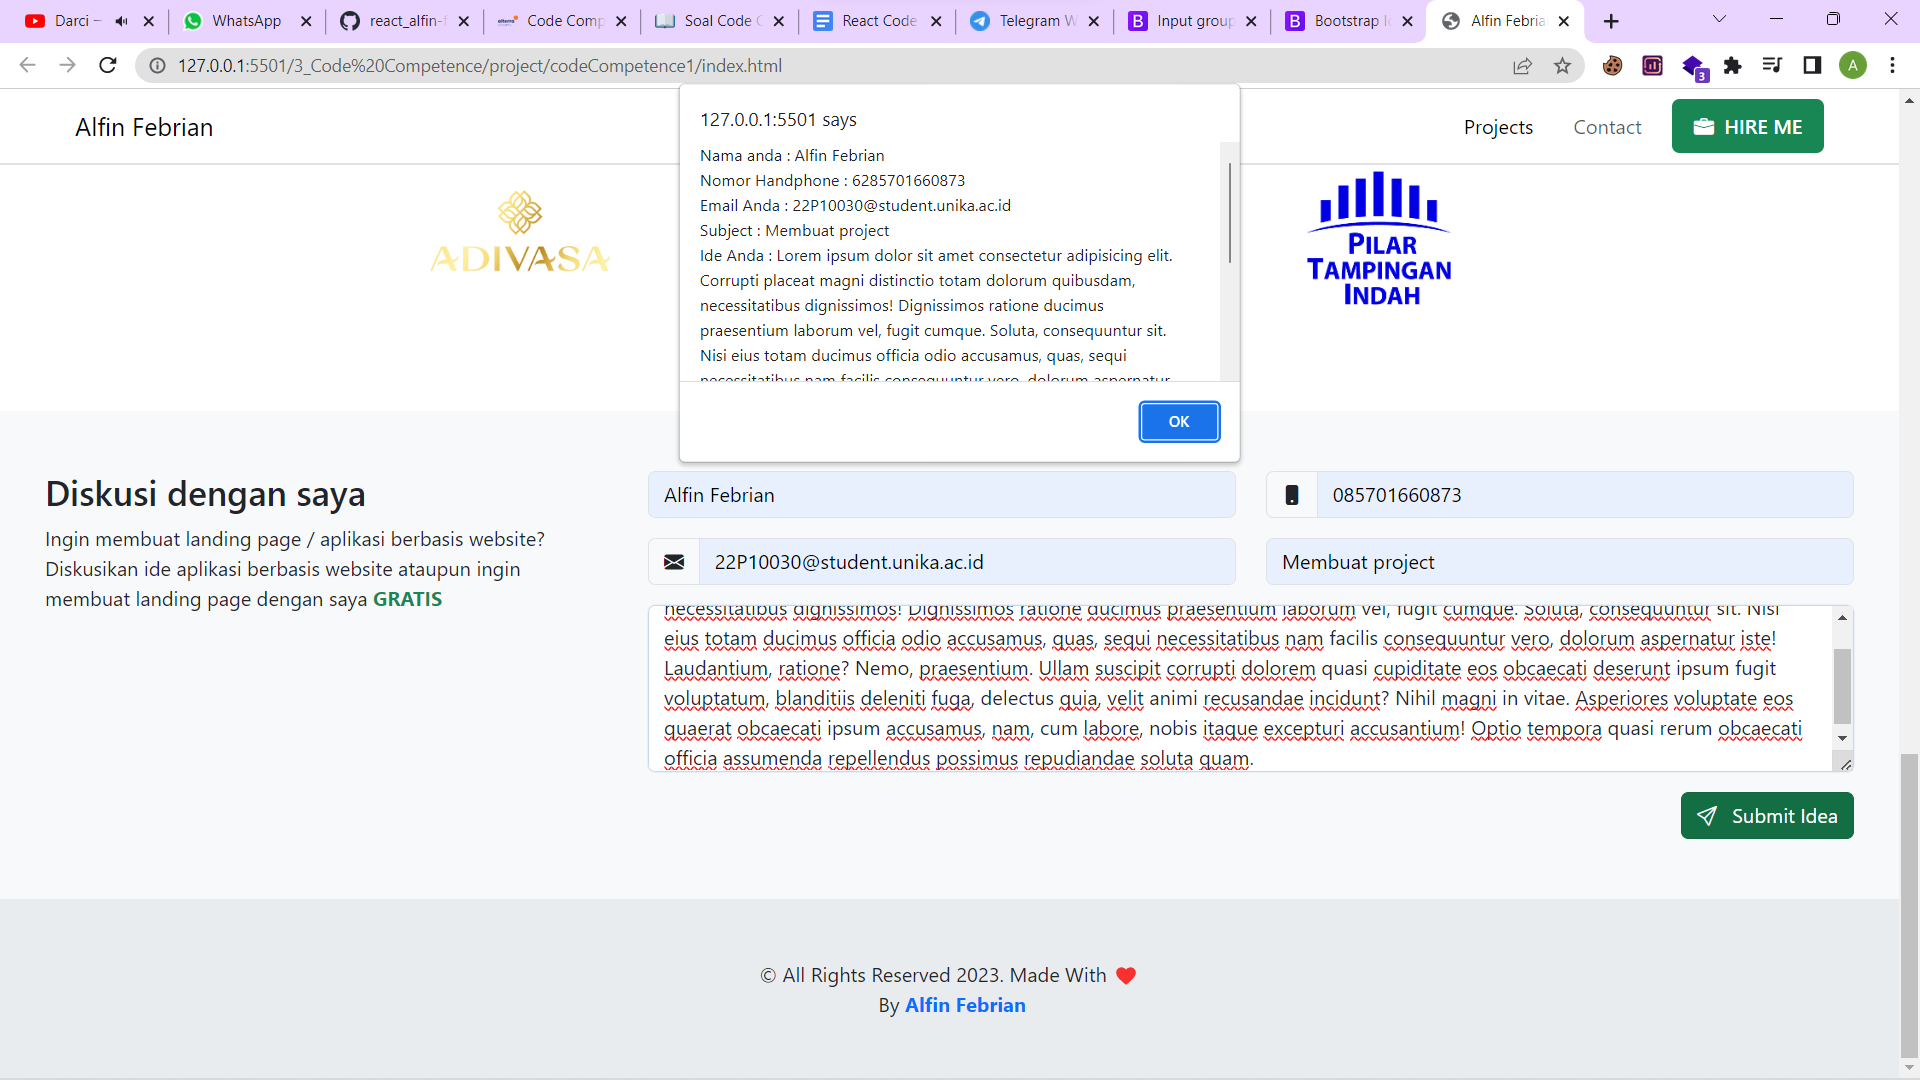 Darci –
WhatsApp
react_alfin-f
Code Comp
Soal Code C
React Code
Telegram W
Input group
Bootstrap Ic
Alfin Febria
127.0.0.1:5501/3_Code%20Competence/project/codeCompetence1/index.html
3
A
Alfin Febrian
Projects
Contact
HIRE ME
127.0.0.1:5501 says
Nama anda : Alfin Febrian
Nomor Handphone : 6285701660873
Email Anda : 22P10030@student.unika.ac.id
Subject : Membuat project
Ide Anda : Lorem ipsum dolor sit amet consectetur adipisicing elit.
Corrupti placeat magni distinctio totam dolorum quibusdam,
necessitatibus dignissimos! Dignissimos ratione ducimus
praesentium laborum vel, fugit cumque. Soluta, consequuntur sit.
Nisi eius totam ducimus officia odio accusamus, quas, sequi
necessitatibus nam facilis consequuntur vero, dolorum aspernatur
OK
ADIVASA
PILAR
TAMPINGAN
INDAH
Diskusi dengan saya
Ingin membuat landing page / aplikasi berbasis website?
Diskusikan ide aplikasi berbasis website ataupun ingin
membuat landing page dengan saya GRATIS
Alfin Febrian
085701660873
22P10030@student.unika.ac.id
Membuat project
necessitatibus dignissimos! Dignissimos ratione ducimus praesentium laborum vel, fugit cumque. Soluta, consequuntur sit. Nisi
eius totam ducimus officia odio accusamus, quas, sequi necessitatibus nam facilis consequuntur vero, dolorum aspernatur iste!
Laudantium, ratione? Nemo, praesentium. Ullam suscipit corrupti dolorem quasi cupiditate eos obcaecati deserunt ipsum fugit
voluptatum, blanditiis deleniti fuga, delectus quia, velit animi recusandae incidunt? Nihil magni in vitae. Asperiores voluptate eos
quaerat obcaecati ipsum accusamus, nam, cum labore, nobis itaque excepturi accusantium! Optio tempora quasi rerum obcaecati
officia assumenda repellendus possimus repudiandae soluta quam.
Submit Idea
© All Rights Reserved 2023. Made With ❤️
By Alfin Febrian